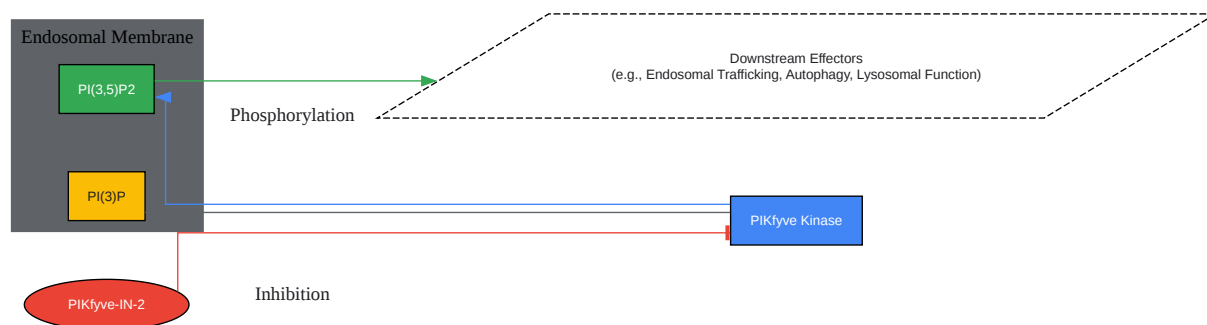 Endosomal Membrane
PI(3,5)P2
Downstream Effectors
(e.g., Endosomal Trafficking, Autophagy, Lysosomal Function)
Phosphorylation
PI(3)P
PIKfyve Kinase
PIKfyve-IN-2
Inhibition